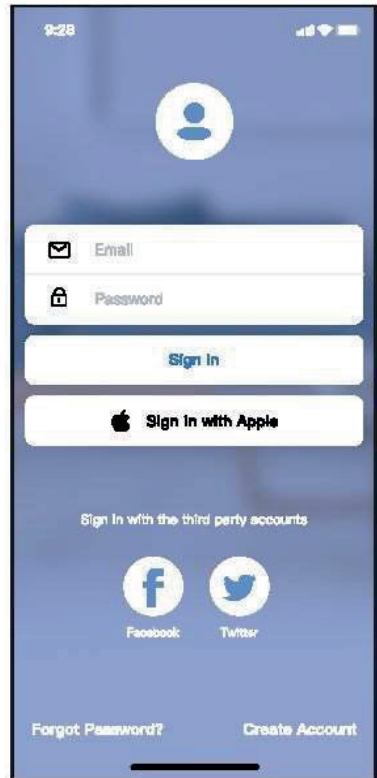 9:28
Email
Password
Sign in
Sign in with Apple
Sign in with the third party accounts
Facebook Twitter
Forgot Password? Create Account